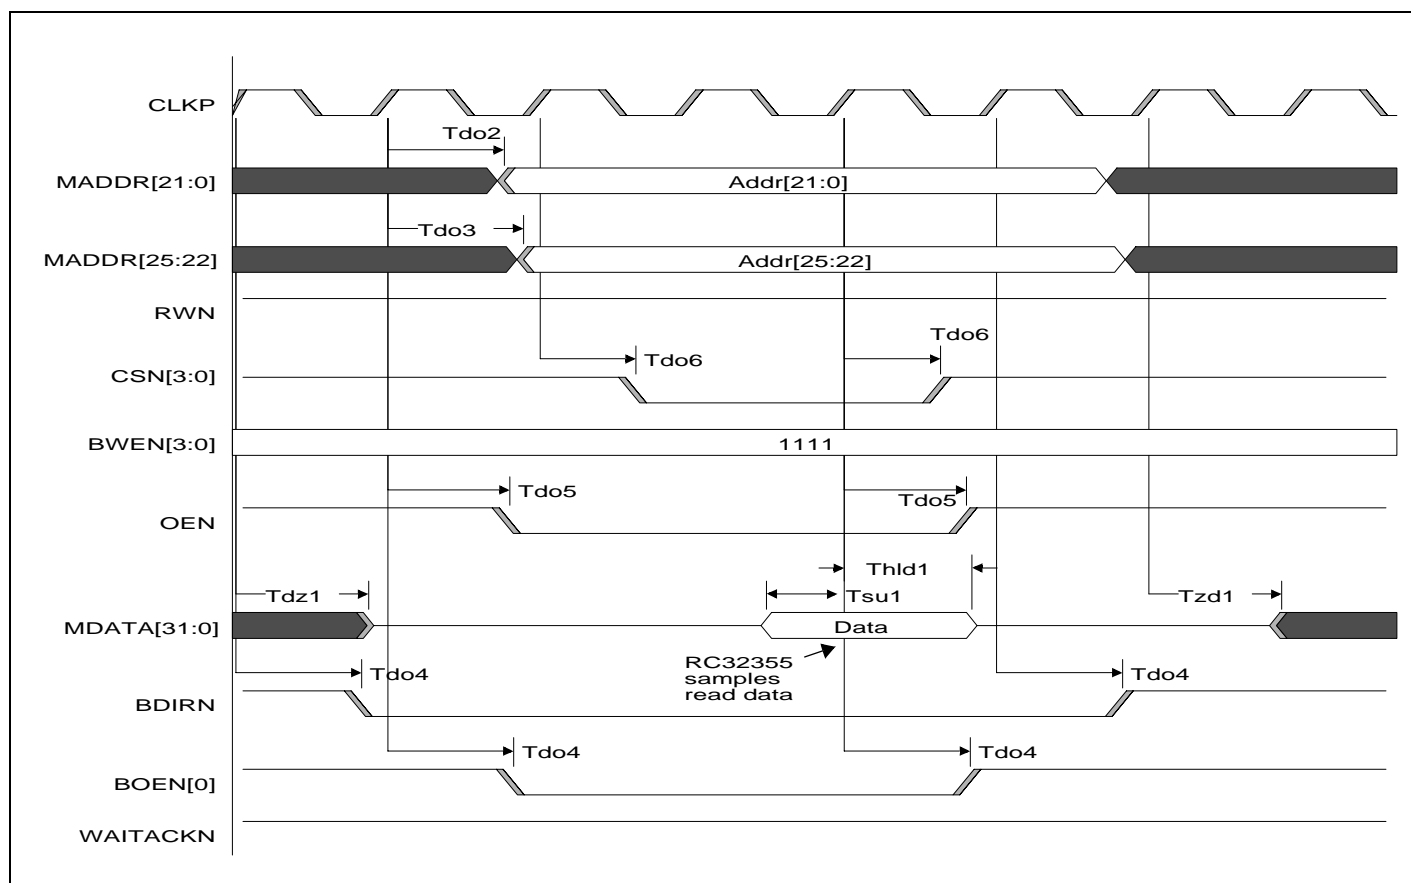 CLKP
Tdo2
MADDR[21:0]
Addr[21:0]
Tdo3
MADDR[25:22]
Addr[25:22]
RWN
Tdo6
Tdo6
CSN[3:0]
BWEN[3:0]
1111
Tdo5
Tdo5
OEN
Thld1
Tdz1
Tsu1
Tzd1
MDATA[31:0]
Data
RC32355
samples
read data
Tdo4
Tdo4
BDIRN
Tdo4
Tdo4
BOEN[0]
WAITACKN